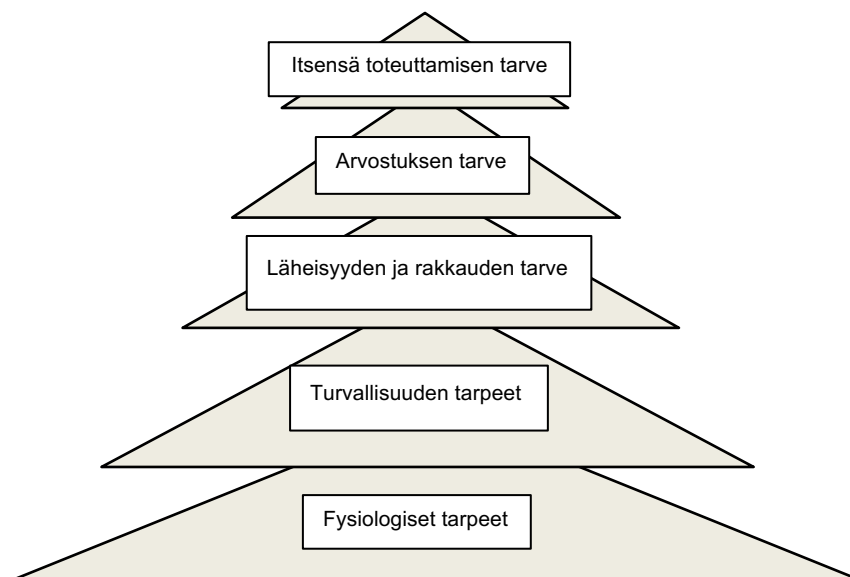 Itsensä toteuttamisen tarve
Arvostuksen tarve
Läheisyyden ja rakkauden tarve
Turvallisuuden tarpeet
Fysiologiset tarpeet